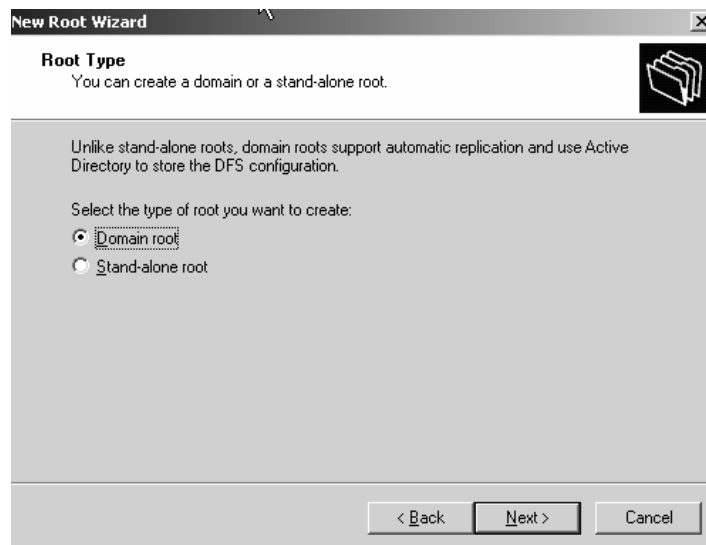 New Root Wizard
Root Type
You can create a domain or a stand-alone root.
Unlike stand-alone roots, domain roots support automatic replication and use Active
Directory to store the DFS configuration.
Select the type of root you want to create:
Domain root
Stand-alone root
< Back Next > Cancel